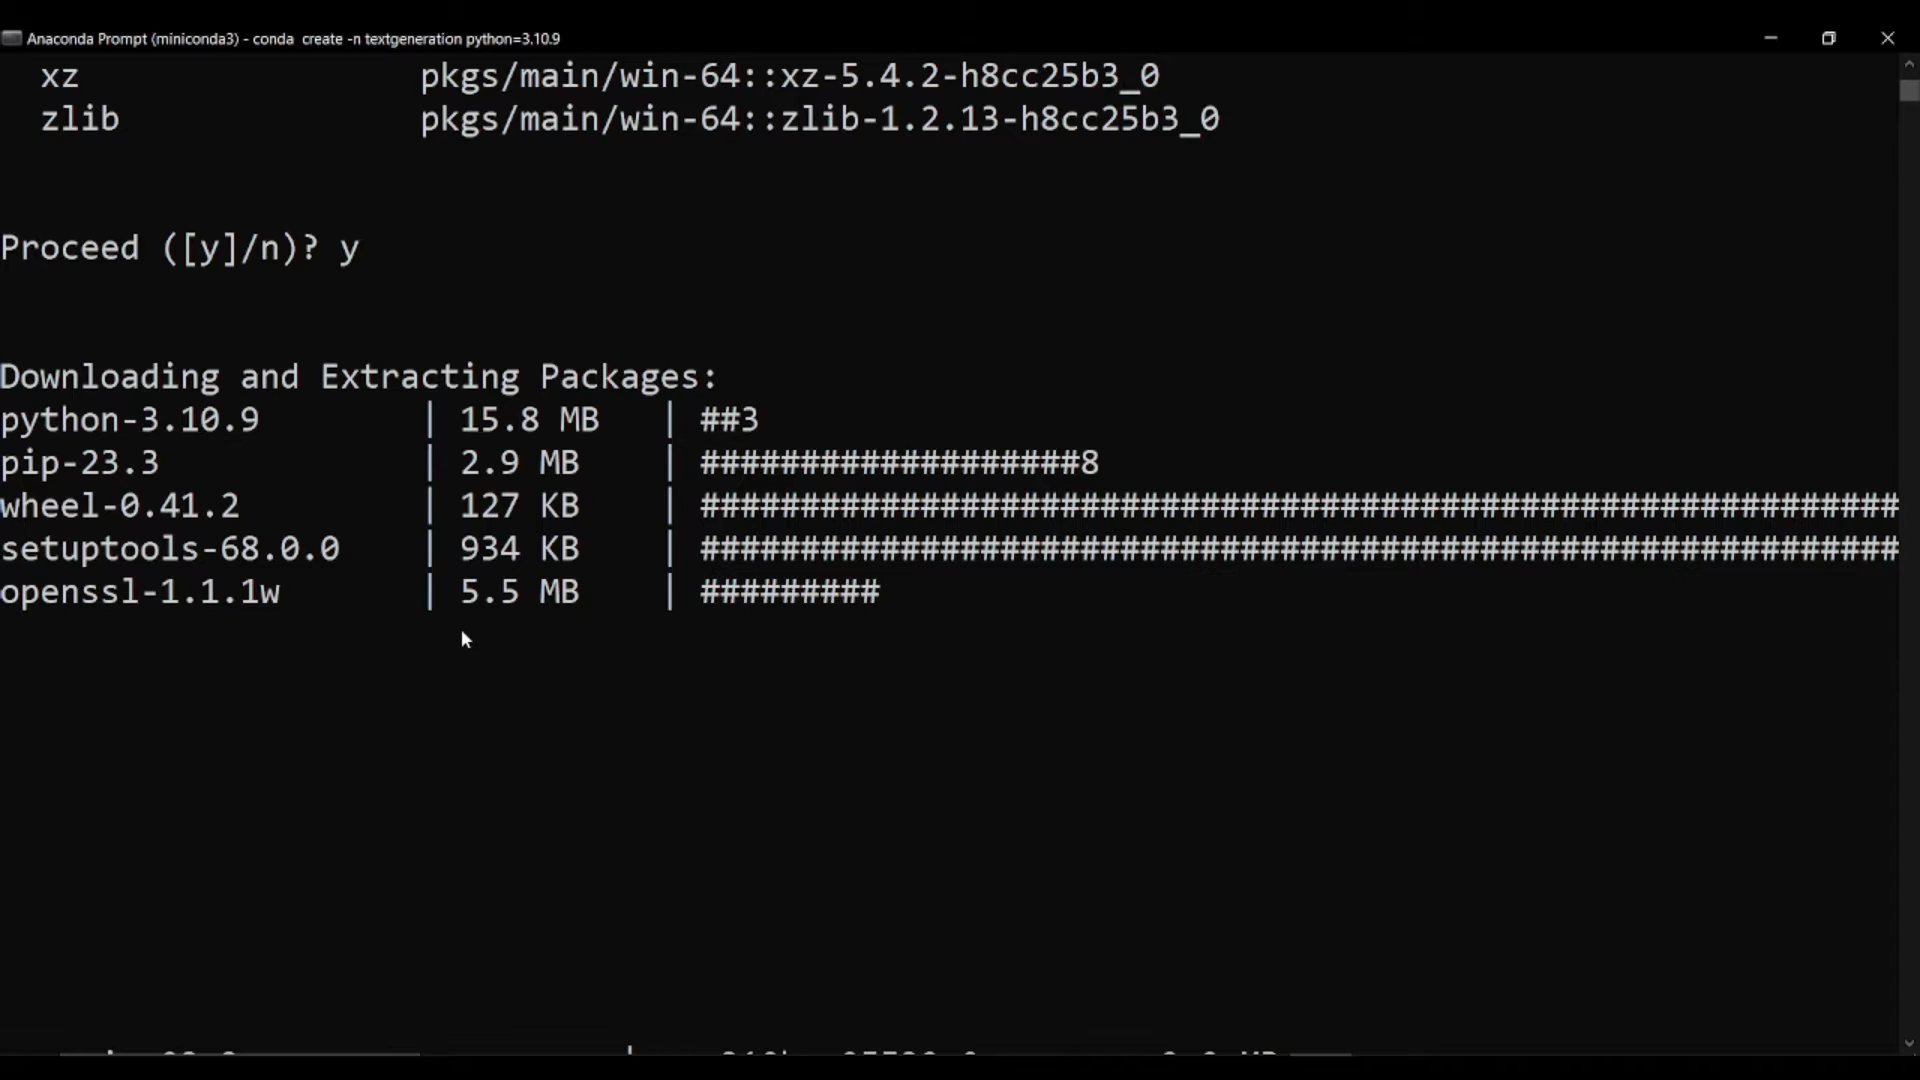 Anaconda Prompt (miniconda3) - conda  create -n textgeneration python=3.10.9
xz pkgs/main/win-64::xz-5.4.2-h8cc25b3_0
zlib pkgs/main/win-64::zlib-1.2.13-h8cc25b3_0
Proceed ([y]/n)? y
Downloading and Extracting Packages:
python-3.10.9 | 15.8 MB | ##3
pip-23.3 | 2.9 MB | ###################8
wheel-0.41.2 | 127 KB | ############################################################
setuptools-68.0.0 | 934 KB | ############################################################
openssl-1.1.1w | 5.5 MB | #########